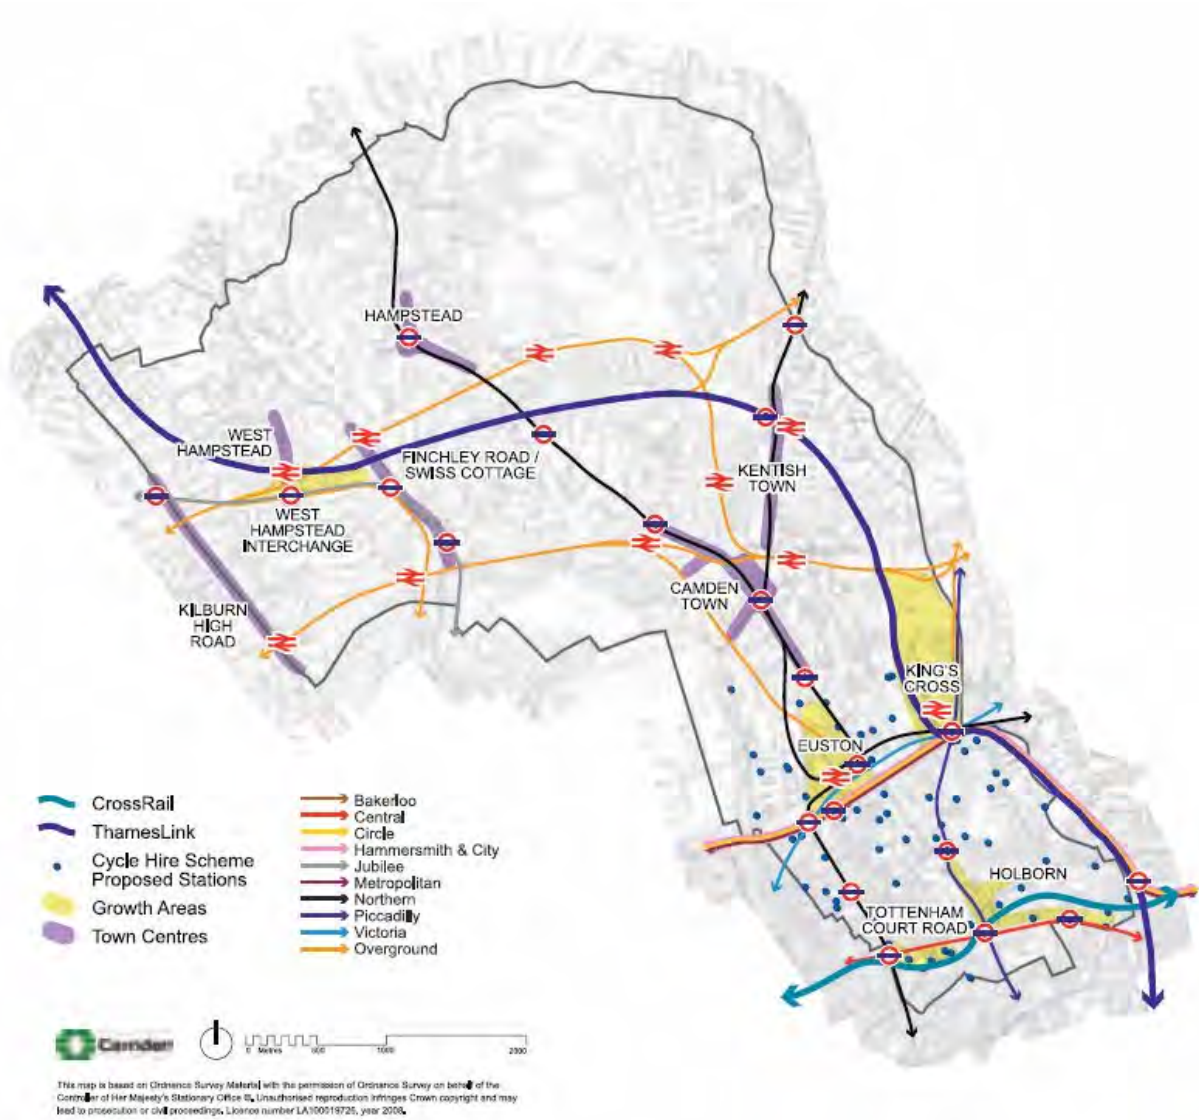 HAMPSTEAD
WEST
HAMPSTEAD
FINCHLEY ROAD /
SWISS COTTAGE
KENTISH
TOWN
WEST
HAMPSTEAD
INTERCHANGE
CAMDEN
TOWN
KILBURN
HIGH
ROAD
KING'S
CROSS
EUSTON
HOLBORN
TOTTENHAM
COURT ROAD
CrossRail
ThamesLink
Cycle Hire Scheme
Proposed Stations
Growth Areas
Town Centres
Bakerloo
Central
Circle
Hammersmith & City
Jubilee
Metropolitan
Northern
Piccadilly
Victoria
Overground
Camden
0 Metres 500 1000 2000
This map is based on Ordnance Survey Material with the permission of Ordnance Survey on behalf of the
Controller of Her Majesty's Stationary Office ©. Unauthorised reproduction infringes Crown copyright and may
lead to prosecution or civil proceedings. Licence number LA100019726, year 2008.